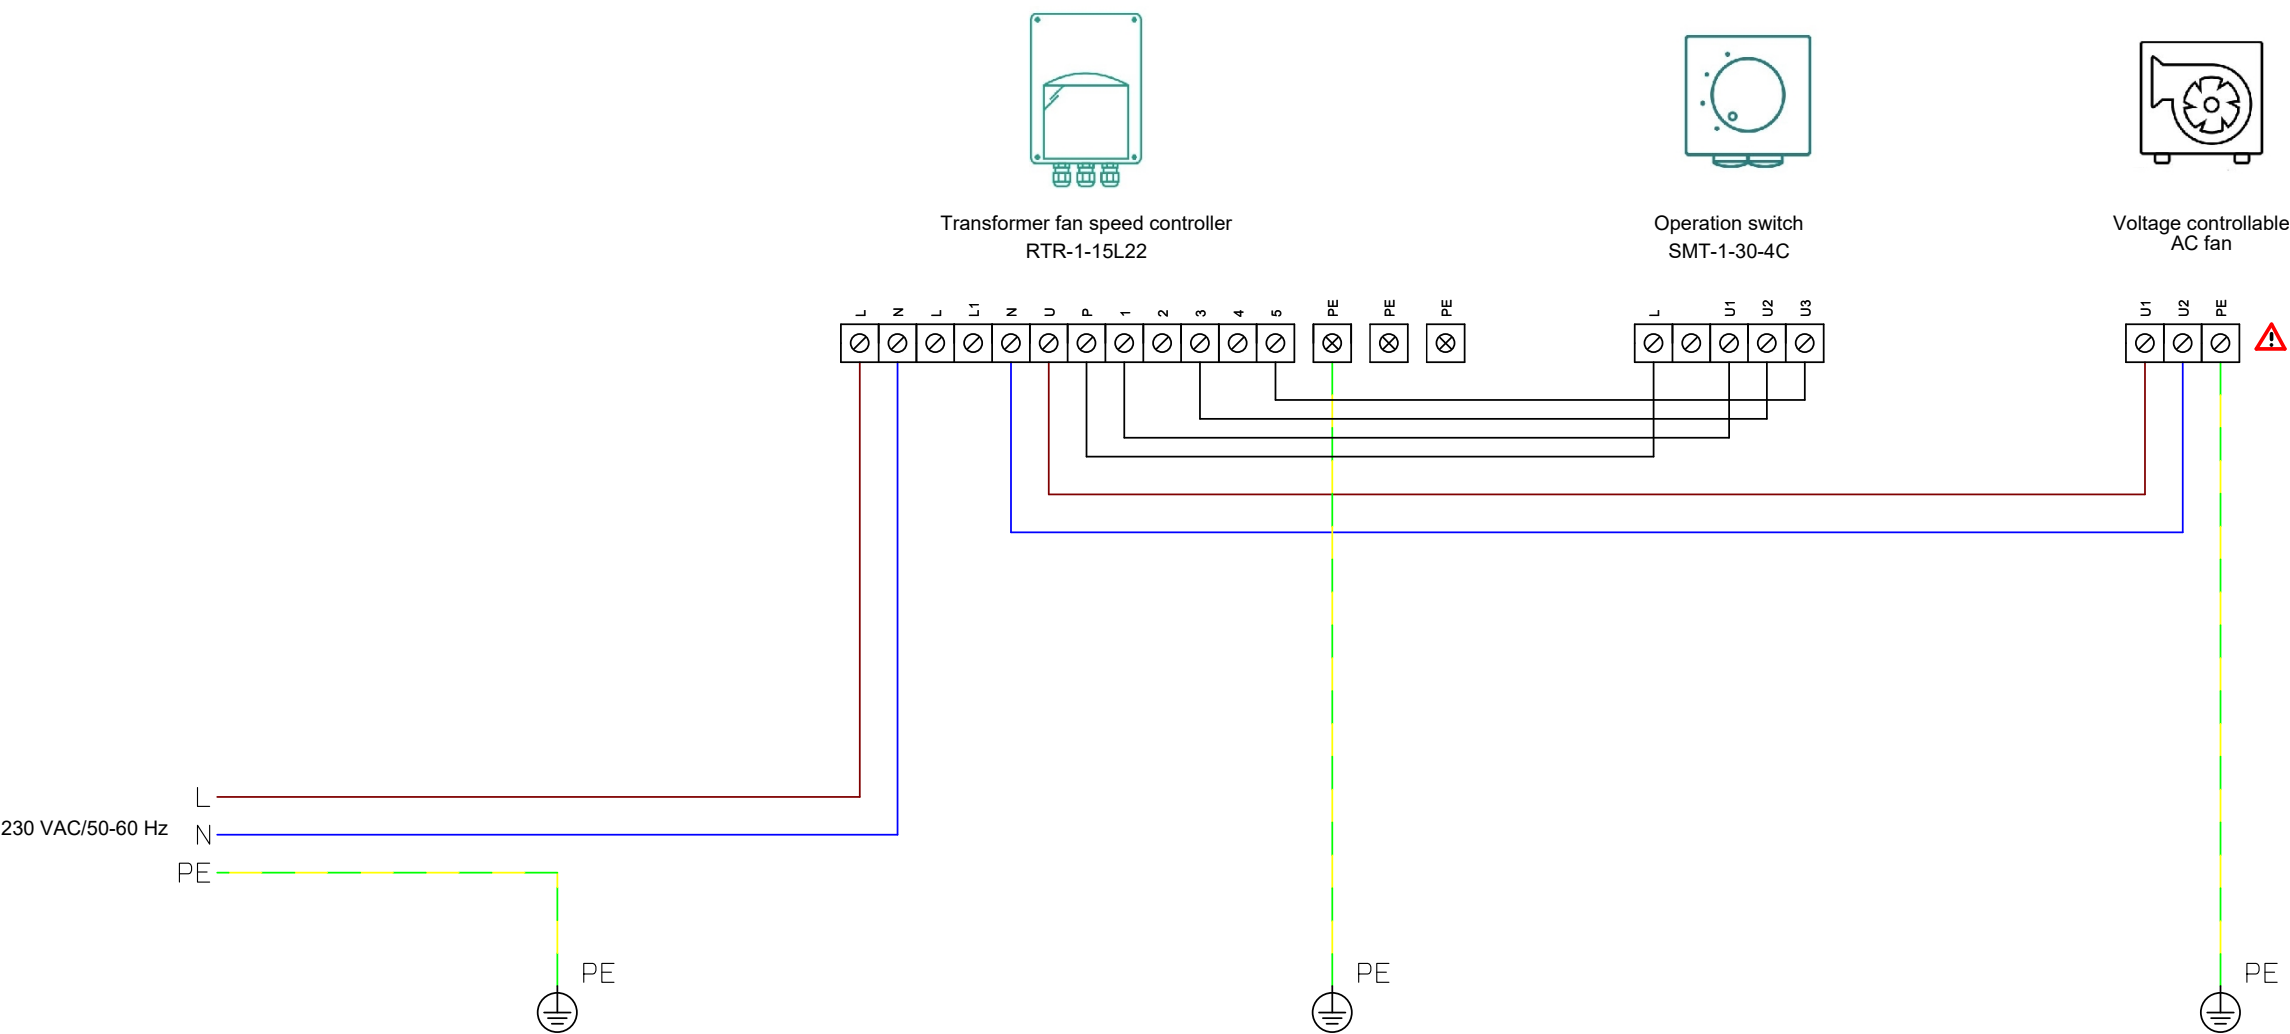 Transformer fan speed controller
RTR-1-15L22
Operation switch
SMT-1-30-4C
Voltage controllable
AC fan
L N L L1 N U P 1 2 3 4 5 PE PE PE
L U1 U2 U3
U1 U2 PE
L
230 VAC/50-60 Hz N
PE
PE
PE
PE